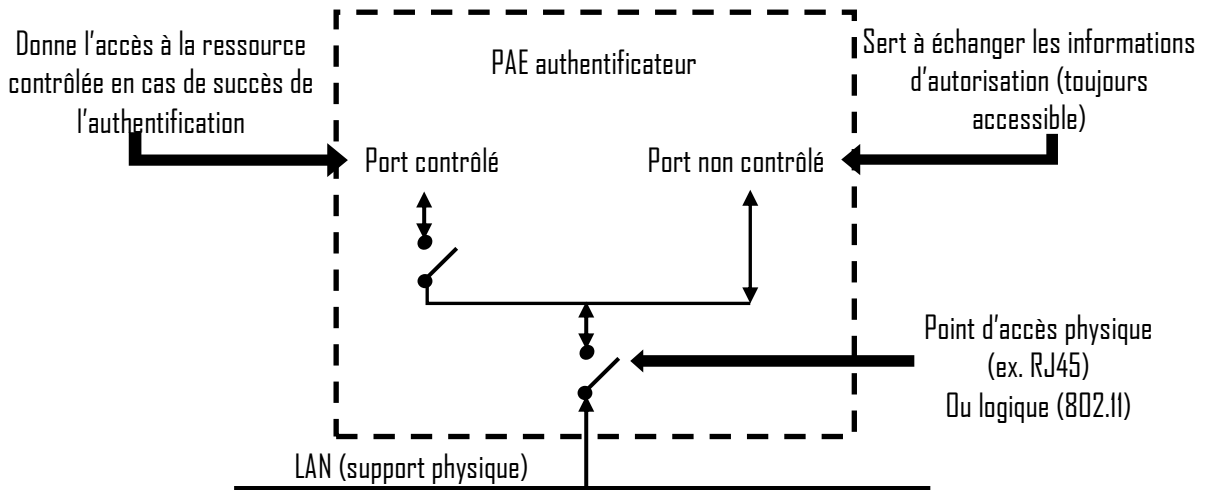 Donne l'accès à la ressource
contrôlée en cas de succès de
l'authentification
PAE authentificateur
Sert à échanger les informations
d'autorisation (toujours
accessible)
Port contrôlé
Port non contrôlé
Point d'accès physique
(ex. RJ45)
Ou logique (802.11)
LAN (support physique)